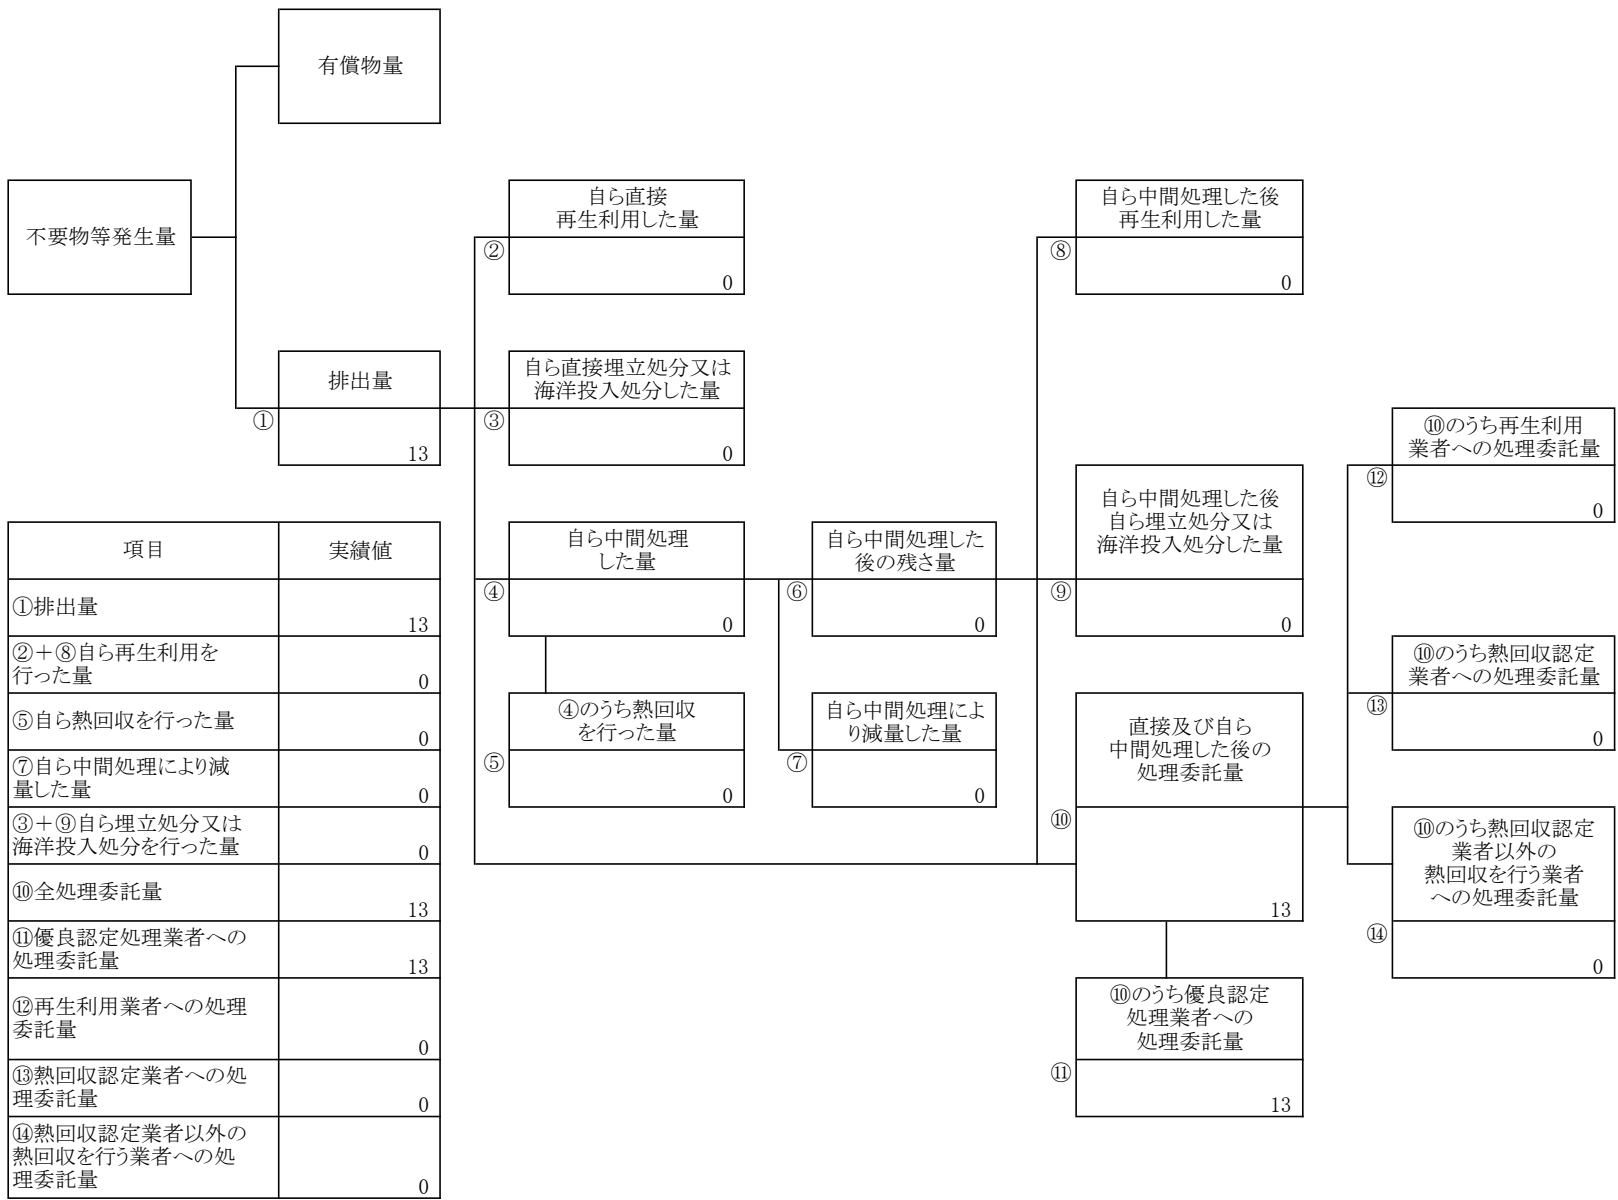 有償物量
不要物等発生量
自ら直接
再生利用した量
②
0
自ら中間処理した後
再生利用した量
⑧
0
排出量
①
13
自ら直接埋立処分又は
海洋投入処分した量
③
0
⑩のうち再生利用
業者への処理委託量
⑫
0
自ら中間処理した後
自ら埋立処分又は
海洋投入処分した量
⑨
0
自ら中間処理
した量
④
0
自ら中間処理した
後の残さ量
⑥
0
④のうち熱回収
を行った量
⑤
0
自ら中間処理によ
り減量した量
⑦
0
直接及び自ら
中間処理した後の
処理委託量
⑩
13
⑩のうち熱回収認定
業者への処理委託量
⑬
0
⑩のうち熱回収認定
業者以外の
熱回収を行う業者
への処理委託量
⑭
0
⑩のうち優良認定
処理業者への
処理委託量
⑪
13
項目 実績値
①排出量
13
②＋⑧自ら再生利用を
行った量
0
⑤自ら熱回収を行った量
0
⑦自ら中間処理により減
量した量
0
③＋⑨自ら埋立処分又は
海洋投入処分を行った量
0
⑩全処理委託量
13
⑪優良認定処理業者への
処理委託量
13
⑫再生利用業者への処理
委託量
0
⑬熱回収認定業者への処
理委託量
0
⑭熱回収認定業者以外の
熱回収を行う業者への処
理委託量
0